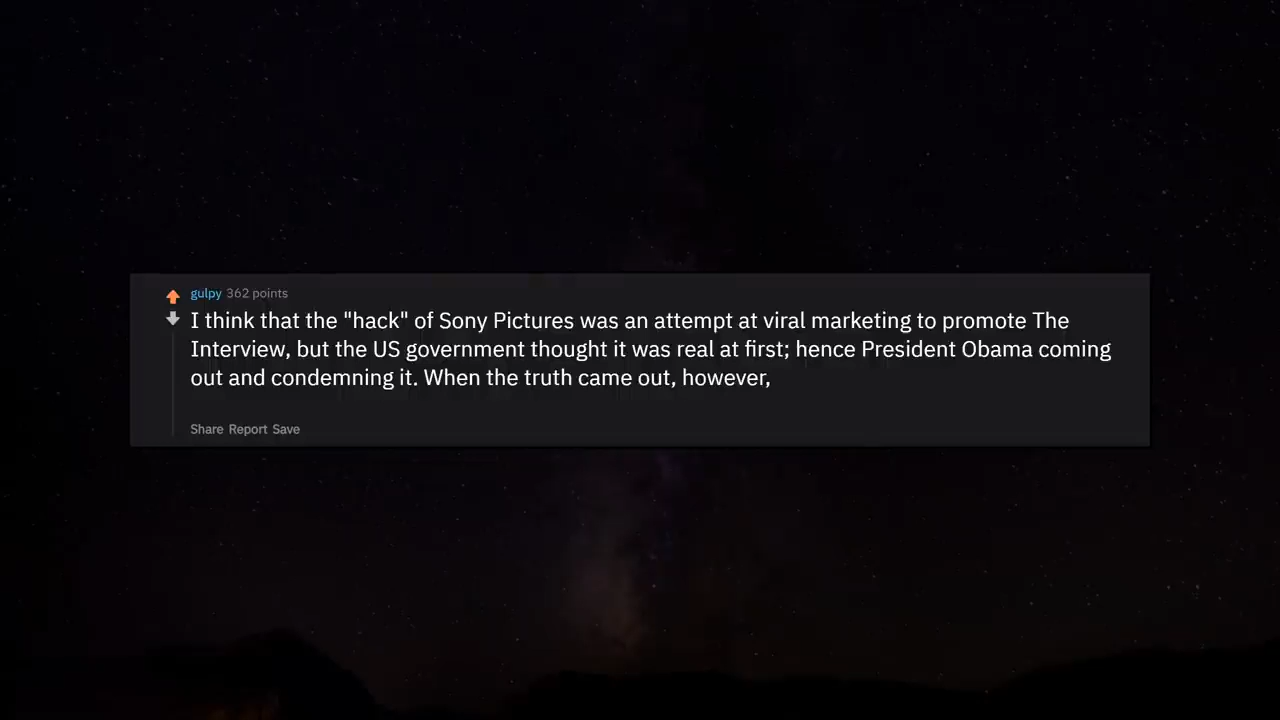 gulpy 362 points
I think that the "hack" of Sony Pictures was an attempt at viral marketing to promote The
Interview, but the US government thought it was real at first; hence President Obama coming
out and condemning it. When the truth came out, however,
Share Report Save